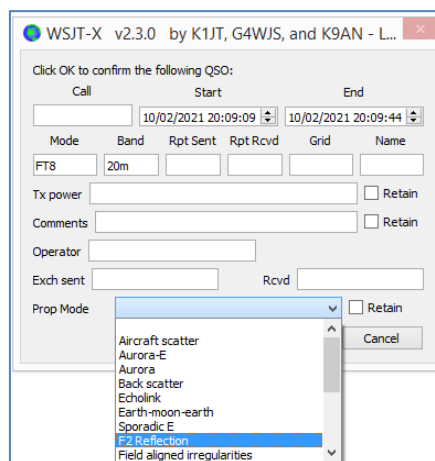 WSJT-X v2.3.0 by K1JT, G4WJS, and K9AN - L...
Click OK to confirm the following QSO:
Call Start End
10/02/2021 20:09:09 10/02/2021 20:09:44
Mode Band Rpt Sent Rpt Rcvd Grid Name
FT8 20m
Tx power Retain
Comments Retain
Operator
Exch sent Rcvd
Prop Mode Retain
Cancel
Aircraft scatter
Aurora-E
Aurora
Back scatter
Echolink
Earth-moon-earth
Sporadic E
F2 Reflection
Field aligned irregularities